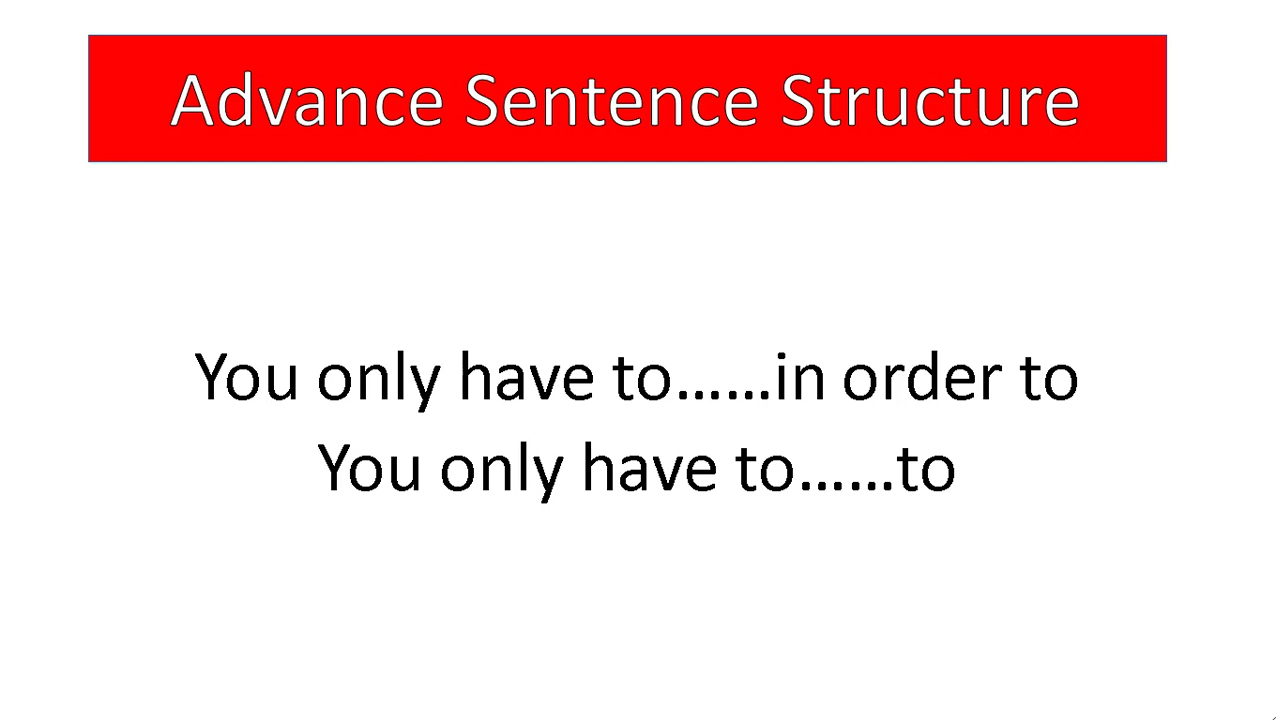 Advance Sentence Structure
You only have to......in order to
You only have to......to